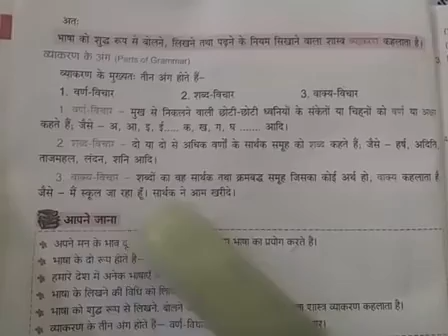 अतः
भाषा को शुद्ध रूप से बोलने, लिखने तथा पढ़ने के नियम सिखाने वाला शास्त्र व्याकरण कहलाता है।
व्याकरण के अंग (Parts of Grammar)
व्याकरण के मुख्यतः तीन अंग होते हैं–
1. वर्ण-विचार 2. शब्द-विचार 3. वाक्य-विचार
1. वर्ण-विचार – मुख से निकलने वाली छोटी-छोटी ध्वनियों के संकेतों या चिह्नों को वर्ण या अक्षर
कहते हैं; जैसे – अ, आ, इ, ई..... क, ख, ग, घ ...... आदि।
2. शब्द-विचार – दो या दो से अधिक वर्णों के सार्थक समूह को शब्द कहते हैं; जैसे – हर्ष, अदिति,
ताजमहल, लंदन, शनि आदि।
3. वाक्य-विचार – शब्दों का वह सार्थक तथा क्रमबद्ध समूह जिसका कोई अर्थ हो, वाक्य कहलाता है;
जैसे – मैं स्कूल जा रहा हूँ। सार्थक ने आम खरीदे।
आपने जाना
अपने मन के भाव भाषा का प्रयोग करते हैं।
भाषा के दो रूप होते है–
हमारे देश में अनेक भाषाएँ
भाषा के लिखने की विधि को लि
भाषा को शुद्ध रूप से लिखने, बोलने शास्त्र व्याकरण कहलाता है।
व्याकरण के तीन अंग होते हैं– वर्ण-विचार